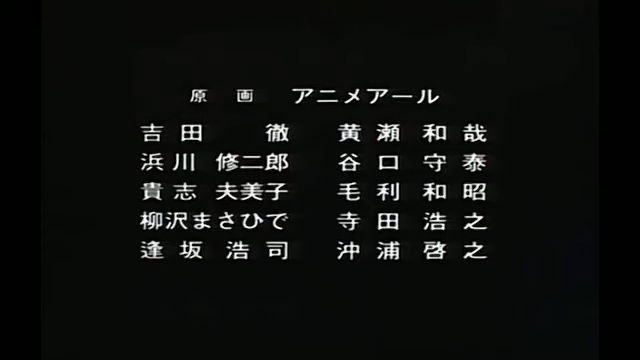 原画 アニメアール
吉田 徹 黄瀬和哉
浜川修二郎 谷口守泰
貴志夫美子 毛利和昭
柳沢まさひで 寺田浩之
逢坂浩司 沖浦啓之